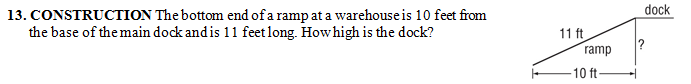 13. CONSTRUCTION The bottom end of a ramp at a warehouse is 10 feet from
the base of the main dock and is 11 feet long. How high is the dock?
dock
11 ft
ramp
?
10 ft